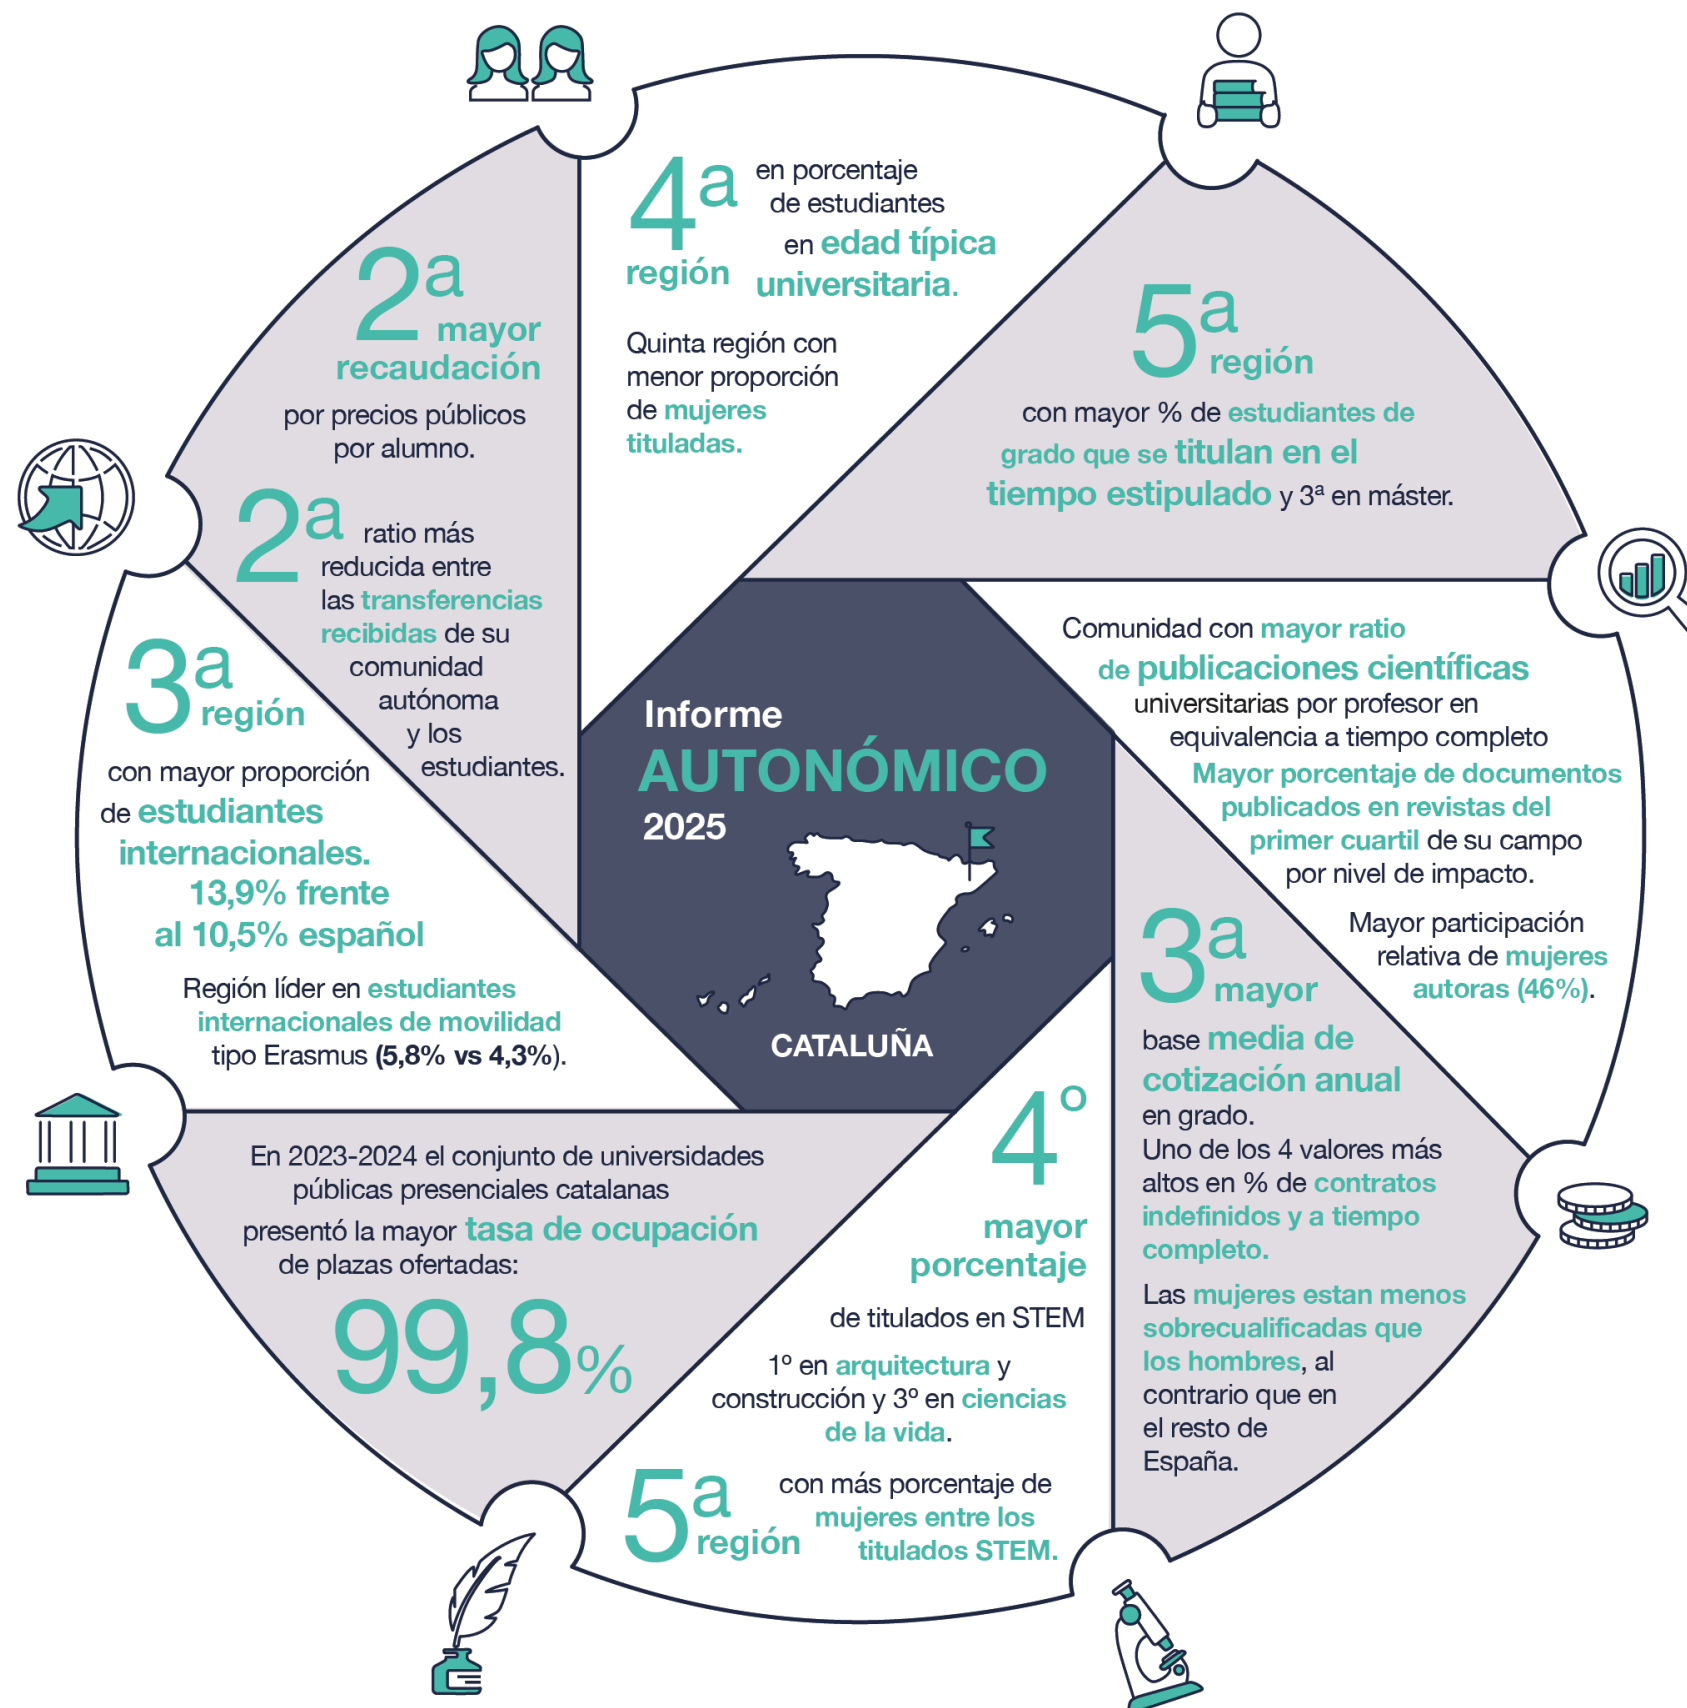 Informe
AUTONÓMICO
2025
CATALUÑA
4ª
región
en porcentaje
de estudiantes
en edad típica
universitaria.
Quinta región con
menor proporción
de mujeres
tituladas.
5ª
región
con mayor % de estudiantes de
grado que se titulan en el
tiempo estipulado y 3ª en máster.
Comunidad con mayor ratio
de publicaciones científicas
universitarias por profesor en
equivalencia a tiempo completo
Mayor porcentaje de documentos
publicados en revistas del
primer cuartil de su campo
por nivel de impacto.
Mayor participación
relativa de mujeres
autoras (46%).
3ª
mayor
base media de
cotización anual
en grado.
Uno de los 4 valores más
altos en % de contratos
indefinidos y a tiempo
completo.
Las mujeres estan menos
sobrecualificadas que
los hombres, al
contrario que en
el resto de
España.
4º
mayor
porcentaje
de titulados en STEM
1º en arquitectura y
construcción y 3º en ciencias
de la vida.
5ª
región
con más porcentaje de
mujeres entre los
titulados STEM.
En 2023-2024 el conjunto de universidades
públicas presenciales catalanas
presentó la mayor tasa de ocupación
de plazas ofertadas:
99,8%
3ª
región
con mayor proporción
de estudiantes
internacionales.
13,9% frente
al 10,5% español
Región líder en estudiantes
internacionales de movilidad
tipo Erasmus (5,8% vs 4,3%).
2ª
mayor
recaudación
por precios públicos
por alumno.
2ª
ratio más
reducida entre
las transferencias
recibidas de su
comunidad
autónoma
y los
estudiantes.